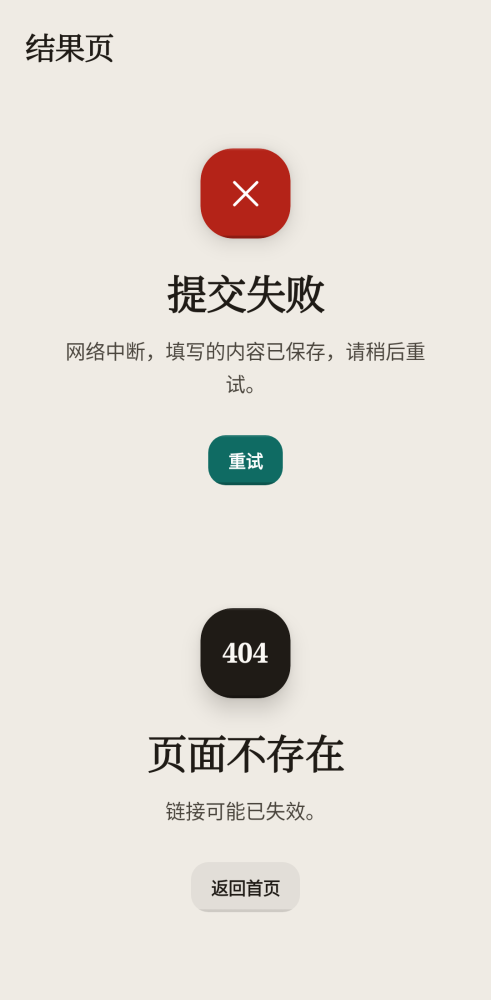 结果页
提交失败
网络中断，填写的内容已保存，请稍后重
试。
重试
404
页面不存在
链接可能已失效。
返回首页